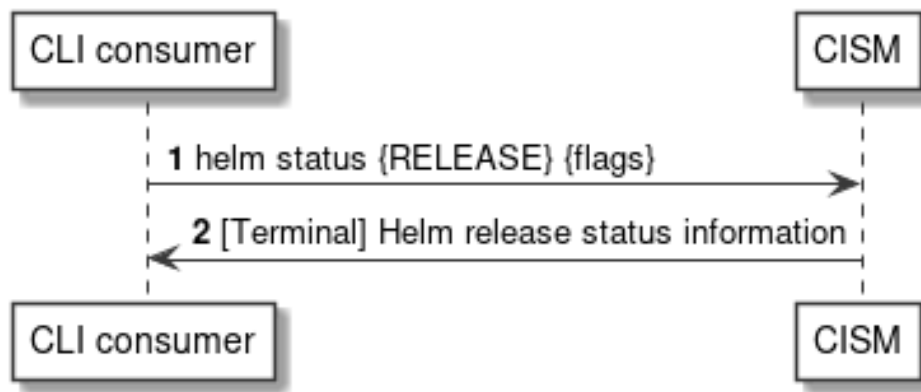 CLI consumer
CISM
1 helm status {RELEASE} {flags}
2 [Terminal] Helm release status information
CLI consumer
CISM